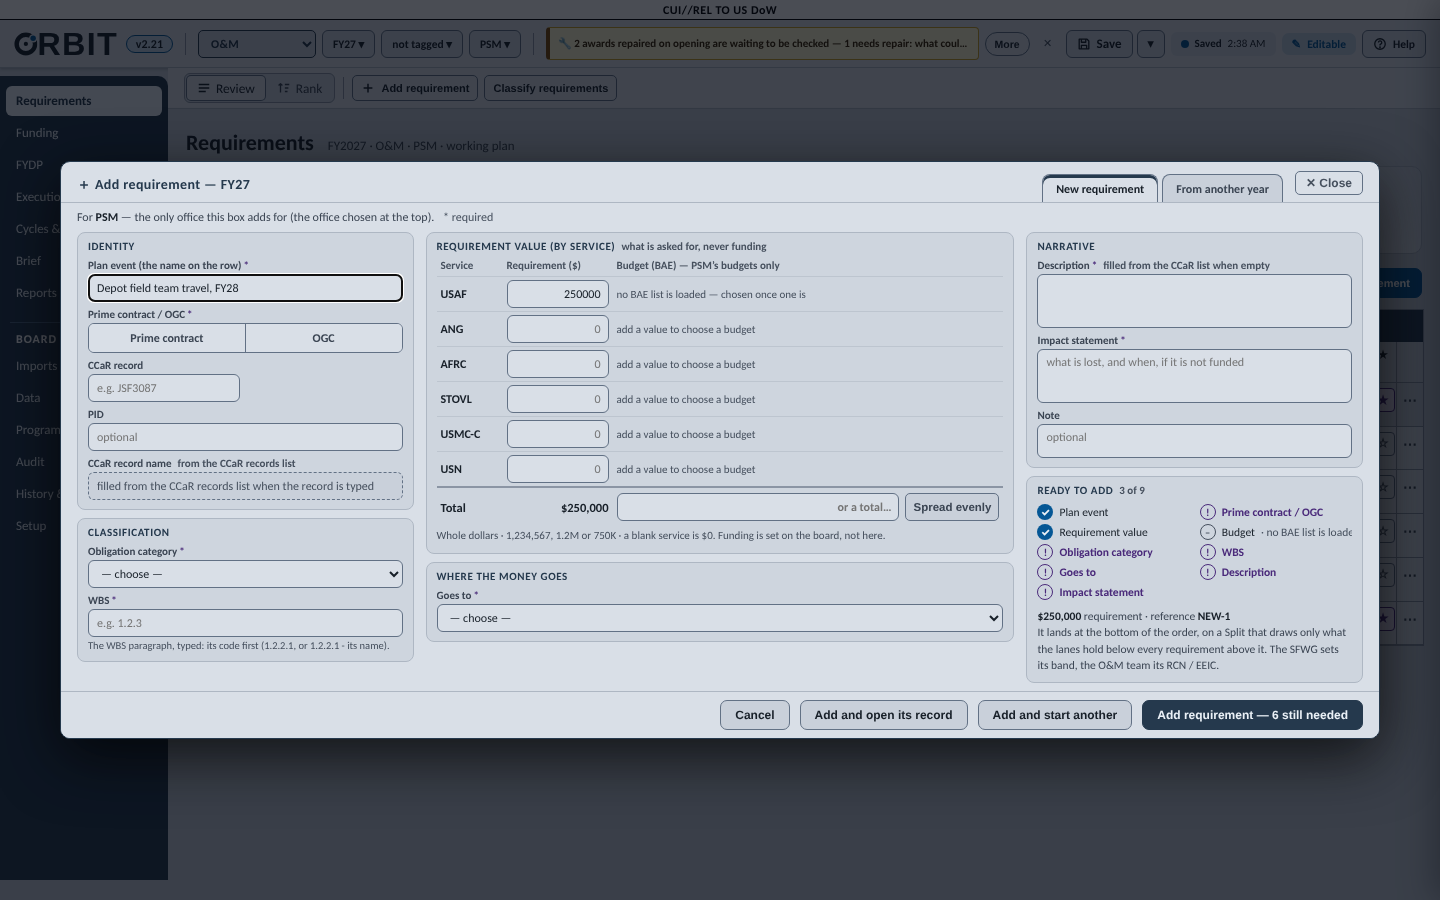 CUI//REL TO US DoW
ORBIT v2.21 O&M FY27 ▾ not tagged ▾ PSM ▾ 2 awards repaired on opening are waiting to be checked — 1 needs repair: what coul... More × Save ▾ Saved 2:38 AM Editable Help
Requirements
Funding
FYDP
Cycles &
Brief
Reports
BOARD
Imports
Data
Audit
Setup
Review Rank + Add requirement Classify requirements
Requirements FY2027 · O&M · PSM · working plan
+ Add requirement — FY27
New requirement From another year ✕ Close
For PSM — the only office this box adds for (the office chosen at the top). * required
IDENTITY
Plan event (the name on the row) *
Depot field team travel, FY28
Prime contract / OGC *
Prime contract OGC
CCaR record
e.g. JSF3087
PID
optional
CCaR record name from the CCaR records list
filled from the CCaR records list when the record is typed
CLASSIFICATION
Obligation category *
— choose —
WBS *
e.g. 1.2.3
The WBS paragraph, typed: its code first (1.2.2.1, or 1.2.2.1 - its name).
REQUIREMENT VALUE (BY SERVICE) what is asked for, never funding
Service Requirement ($) Budget (BAE) — PSM's budgets only
USAF 250000 no BAE list is loaded — chosen once one is
ANG 0 add a value to choose a budget
AFRC 0 add a value to choose a budget
STOVL 0 add a value to choose a budget
USMC-C 0 add a value to choose a budget
USN 0 add a value to choose a budget
Total $250,000 or a total... Spread evenly
Whole dollars · 1,234,567, 1.2M or 750K · a blank service is $0. Funding is set on the board, not here.
WHERE THE MONEY GOES
Goes to *
— choose —
NARRATIVE
Description * filled from the CCaR list when empty
Impact statement *
what is lost, and when, if it is not funded
Note
optional
READY TO ADD 3 of 9
Plan event ! Prime contract / OGC
Requirement value – Budget · no BAE list is loade
! Obligation category ! WBS
! Goes to ! Description
! Impact statement
$250,000 requirement · reference NEW-1
It lands at the bottom of the order, on a Split that draws only what
the lanes hold below every requirement above it. The SFWG sets
its band, the O&M team its RCN / EEIC.
Cancel Add and open its record Add and start another Add requirement — 6 still needed